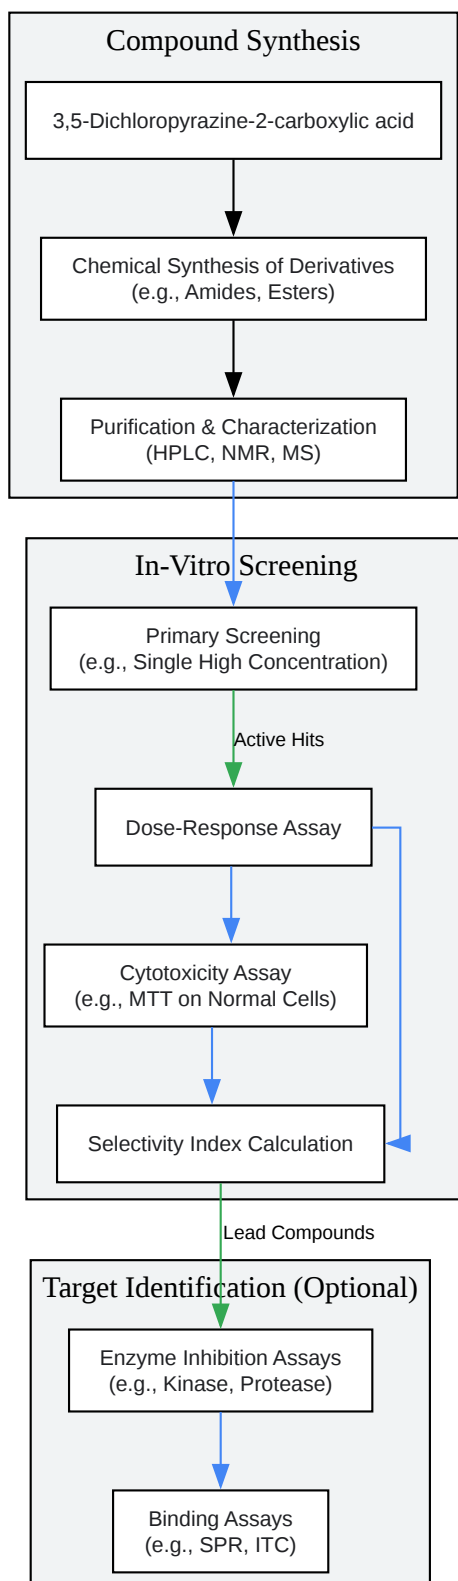 Compound Synthesis
3,5-Dichloropyrazine-2-carboxylic acid
Chemical Synthesis of Derivatives
(e.g., Amides, Esters)
Purification & Characterization
(HPLC, NMR, MS)
In-Vitro Screening
Primary Screening
(e.g., Single High Concentration)
Active Hits
Dose-Response Assay
Cytotoxicity Assay
(e.g., MTT on Normal Cells)
Selectivity Index Calculation
Lead Compounds
Target Identification (Optional)
Enzyme Inhibition Assays
(e.g., Kinase, Protease)
Binding Assays
(e.g., SPR, ITC)